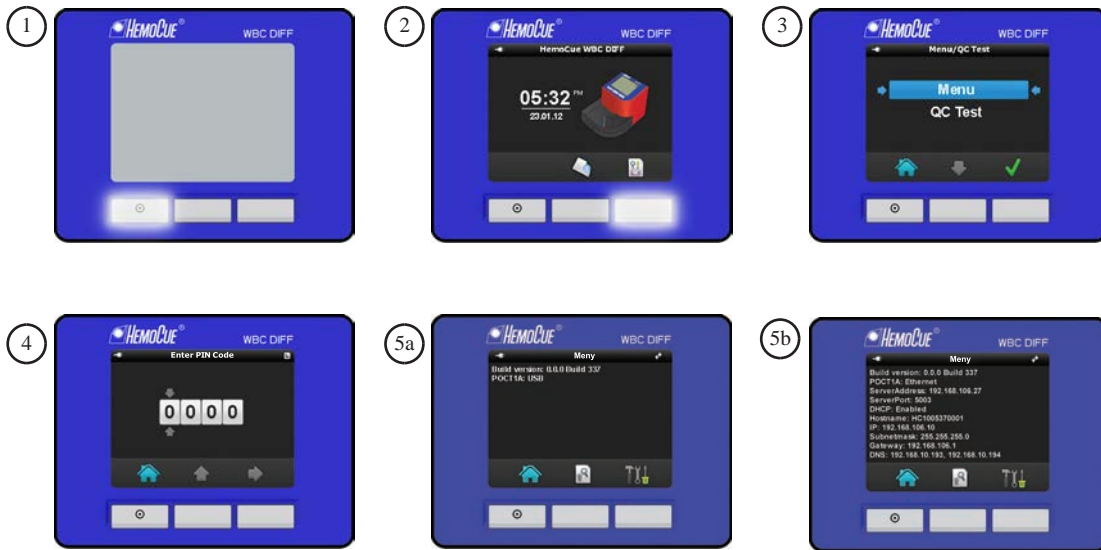 1
HemoCue®
WBC DIFF
2
HemoCue®
WBC DIFF
HemoCue WBC DIFF
05:32 PM
23.01.12
3
HemoCue®
WBC DIFF
Menu/QC Test
Menu
QC Test
4
HemoCue®
WBC DIFF
Enter PIN Code
0 0 0 0
5a
HemoCue®
WBC DIFF
Meny
Build version: 0.0.0 Build 337
POCT1A: USB
5b
HemoCue®
WBC DIFF
Meny
Build version: 0.0.0 Build 337
POCT1A: Ethernet
ServerAddress: 192.168.106.27
ServerPort: 5003
DHCP: Enabled
Hostname: HC1005370001
IP: 192.168.106.10
Subnetmask: 255.255.255.0
Gateway: 192.168.106.1
DNS: 192.168.10.193, 192.168.10.194